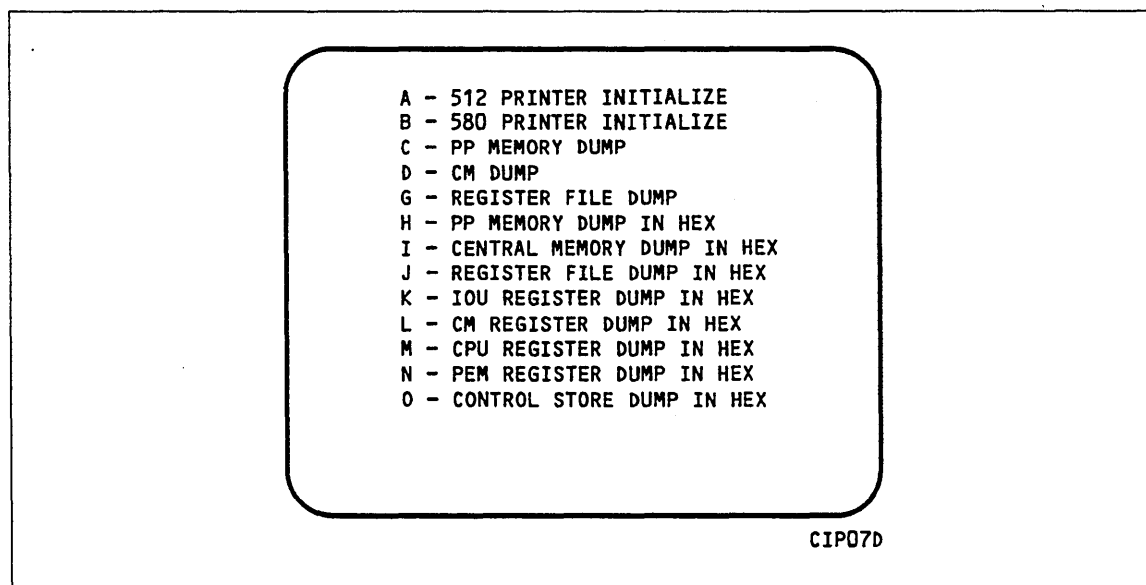 A - 512 PRINTER INITIALIZE
B - 580 PRINTER INITIALIZE
C - PP MEMORY DUMP
D - CM DUMP
G - REGISTER FILE DUMP
H - PP MEMORY DUMP IN HEX
I - CENTRAL MEMORY DUMP IN HEX
J - REGISTER FILE DUMP IN HEX
K - IOU REGISTER DUMP IN HEX
L - CM REGISTER DUMP IN HEX
M - CPU REGISTER DUMP IN HEX
N - PEM REGISTER DUMP IN HEX
O - CONTROL STORE DUMP IN HEX
CIP07D